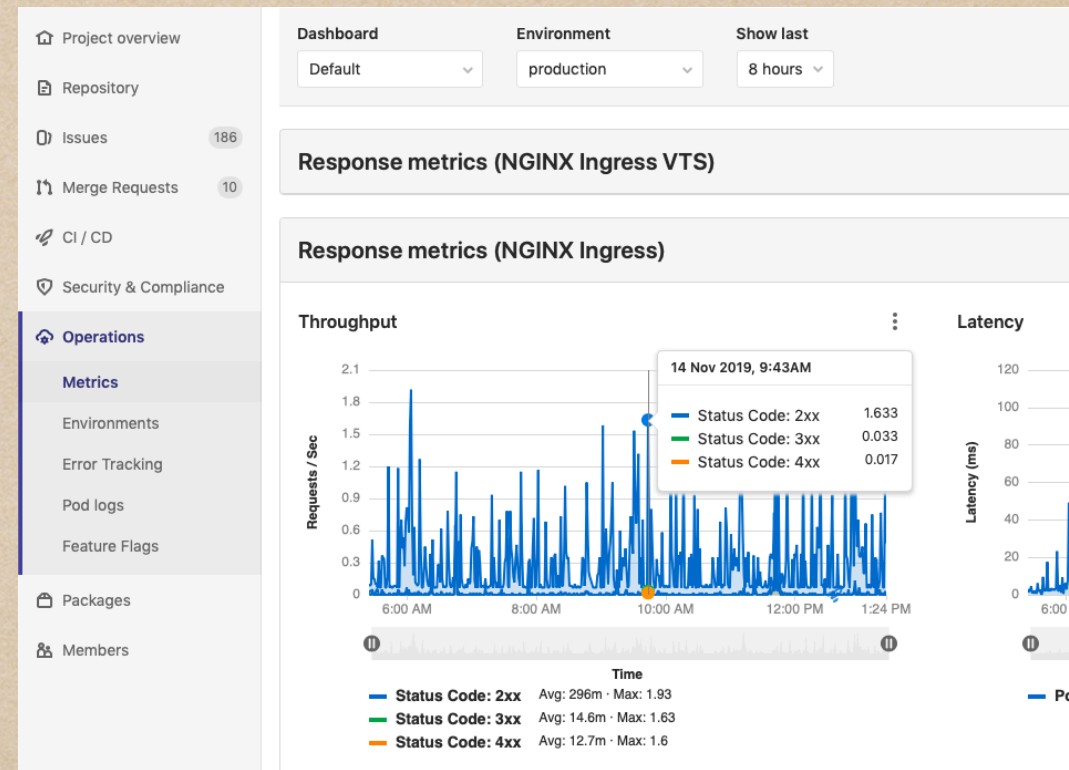 Project overview
Repository
Issues 186
Merge Requests 10
CI / CD
Security & Compliance
Operations
Metrics
Environments
Error Tracking
Pod logs
Feature Flags
Packages
Members
Dashboard Environment Show last
Default production 8 hours
Response metrics (NGINX Ingress VTS)
Response metrics (NGINX Ingress)
Throughput
Requests / Sec
2.1
1.8
1.5
1.2
0.9
0.6
0.3
0
6:00 AM 8:00 AM 10:00 AM 12:00 PM 1:24 PM
14 Nov 2019, 9:43AM
Status Code: 2xx 1.633
Status Code: 3xx 0.033
Status Code: 4xx 0.017
Time
Status Code: 2xx Avg: 296m · Max: 1.93
Status Code: 3xx Avg: 14.6m · Max: 1.63
Status Code: 4xx Avg: 12.7m · Max: 1.6
Latency
Latency (ms)
120
100
80
60
40
20
0
6:00